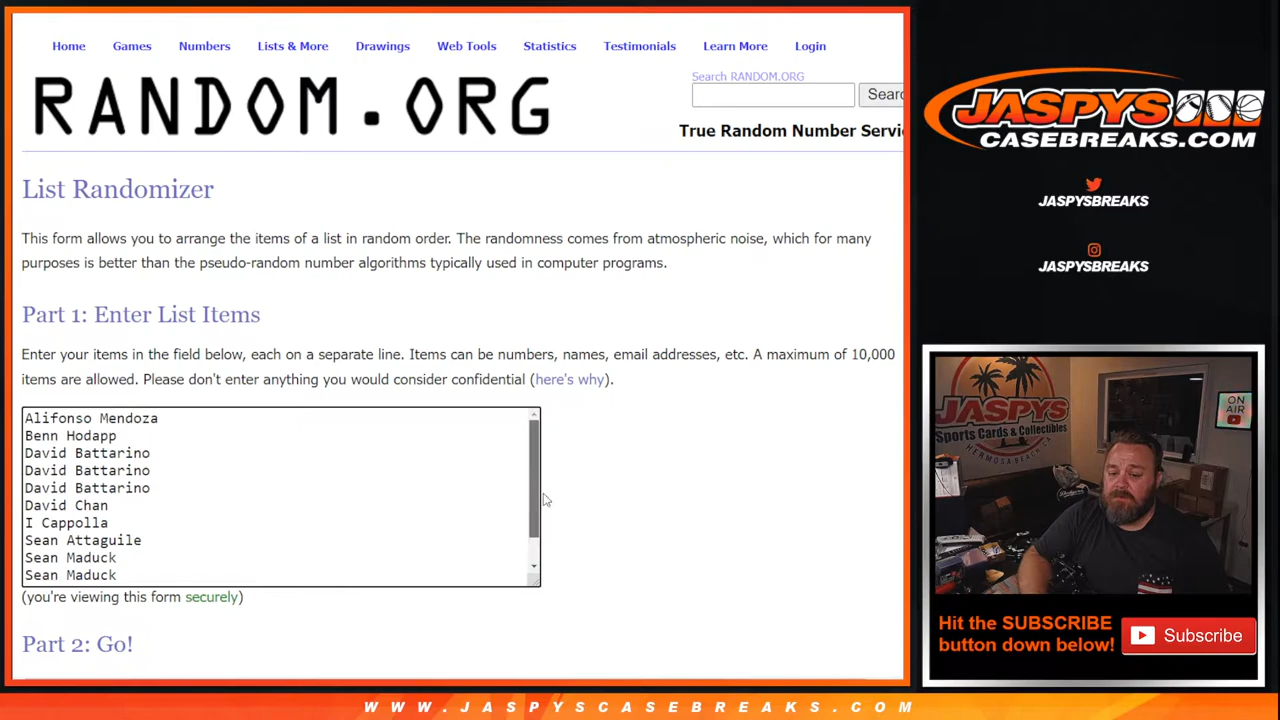 Home Games Numbers Lists & More Drawings Web Tools Statistics Testimonials Learn More Login
RANDOM.ORG
Search RANDOM.ORG
Searc
True Random Number Servi
List Randomizer
This form allows you to arrange the items of a list in random order. The randomness comes from atmospheric noise, which for many
purposes is better than the pseudo-random number algorithms typically used in computer programs.
Part 1: Enter List Items
Enter your items in the field below, each on a separate line. Items can be numbers, names, email addresses, etc. A maximum of 10,000
items are allowed. Please don't enter anything you would consider confidential (here's why).
Alifonso Mendoza
Benn Hodapp
David Battarino
David Battarino
David Battarino
David Chan
I Cappolla
Sean Attaguile
Sean Maduck
Sean Maduck
(you're viewing this form securely)
Part 2: Go!
JASPYS
CASEBREAKS.COM
JASPYSBREAKS
JASPYSBREAKS
JASPYS
Sports Cards & Collectibles
HERMOSA BEACH, CA
ON
AIR
Hit the SUBSCRIBE
button down below!
Subscribe
WWW.JASPYSCASEBREAKS.COM